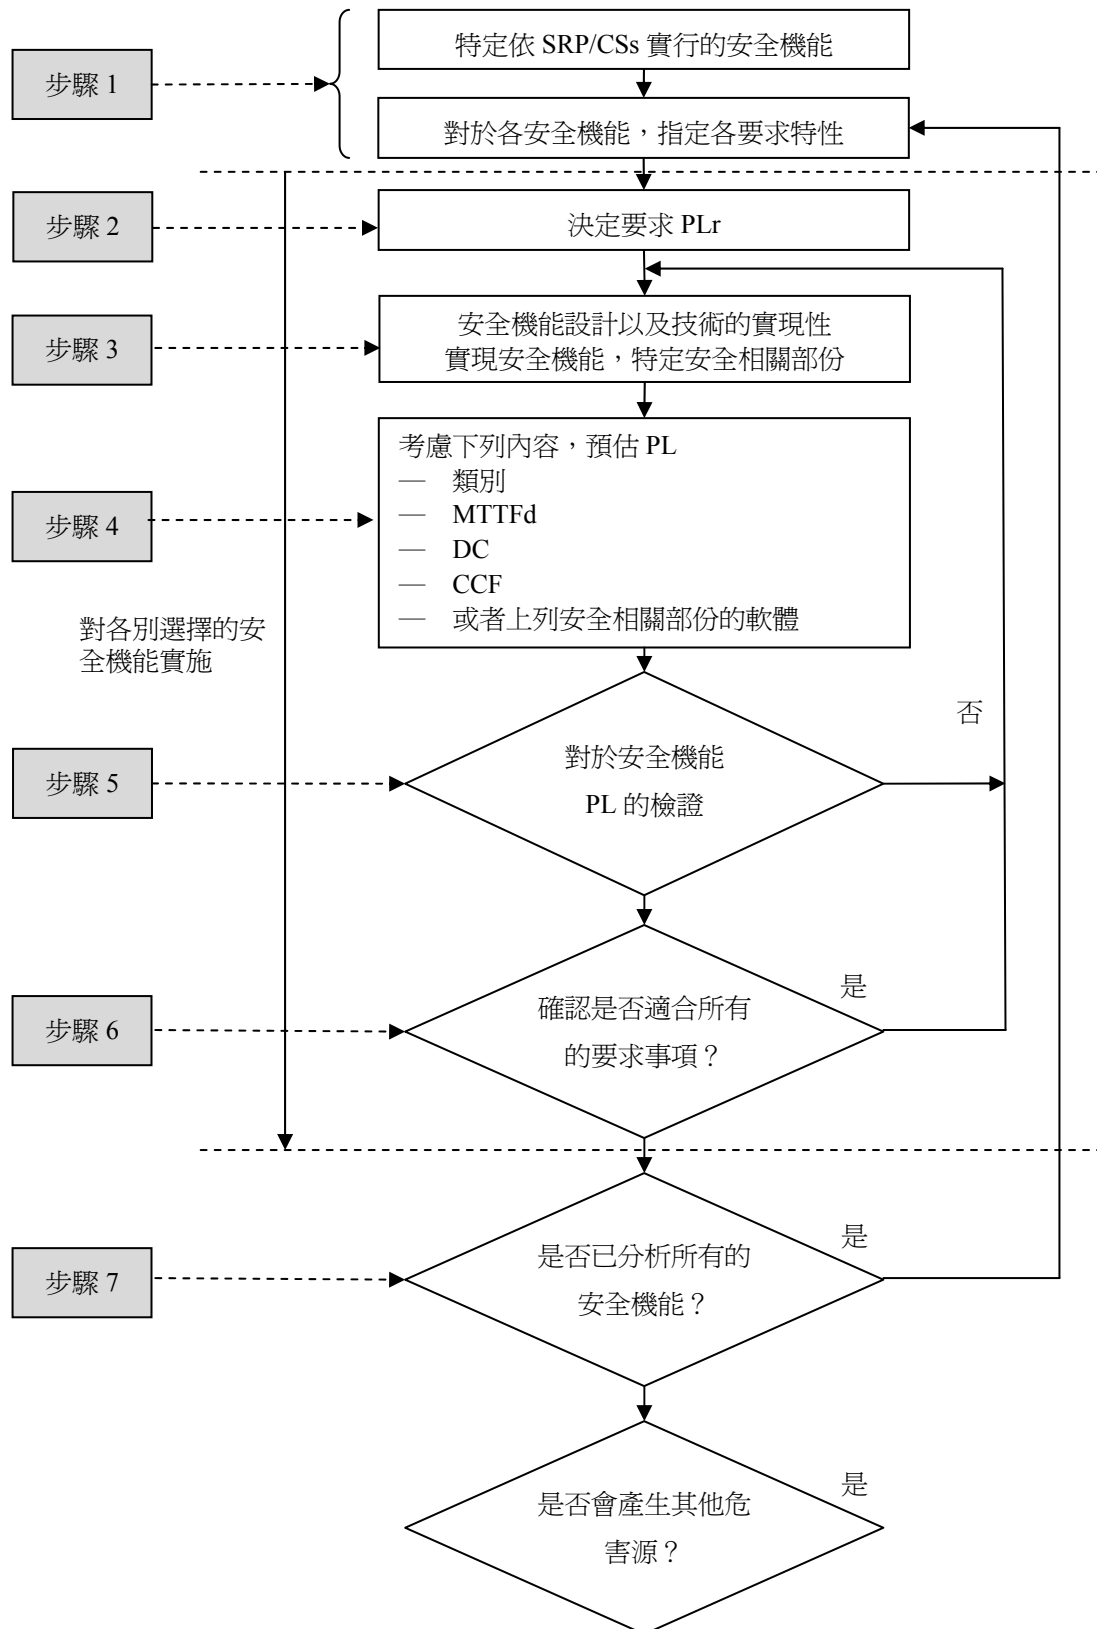 特定依 SRP/CSs 實行的安全機能
步驟 1
對於各安全機能，指定各要求特性
步驟 2
決定要求 PLr
步驟 3
安全機能設計以及技術的實現性
實現安全機能，特定安全相關部份
步驟 4
考慮下列內容，預估 PL
— 類別
— MTTFd
— DC
— CCF
— 或者上列安全相關部份的軟體
對各別選擇的安
全機能實施
否
步驟 5
對於安全機能
PL 的檢證
步驟 6
確認是否適合所有
的要求事項？
是
步驟 7
是否已分析所有的
安全機能？
是
是否會產生其他危
害源？
是